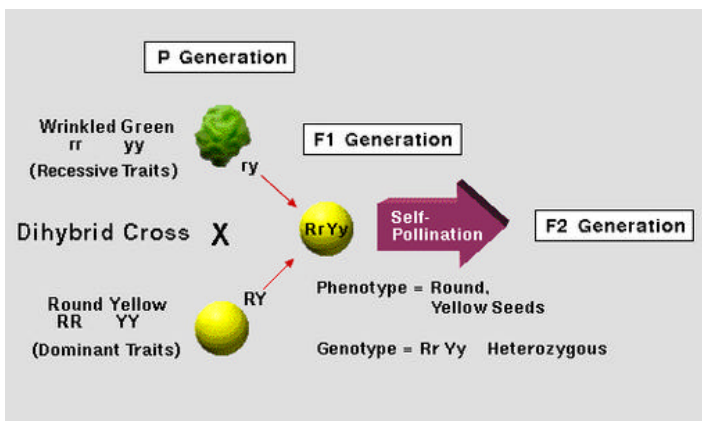 P Generation
Wrinkled Green
rr yy
(Recessive Traits)
ry
F1 Generation
Dihybrid Cross X
RrYy
Self-
Pollination
F2 Generation
Round Yellow
RR YY
(Dominant Traits)
RY
Phenotype = Round,
Yellow Seeds
Genotype = Rr Yy Heterozygous